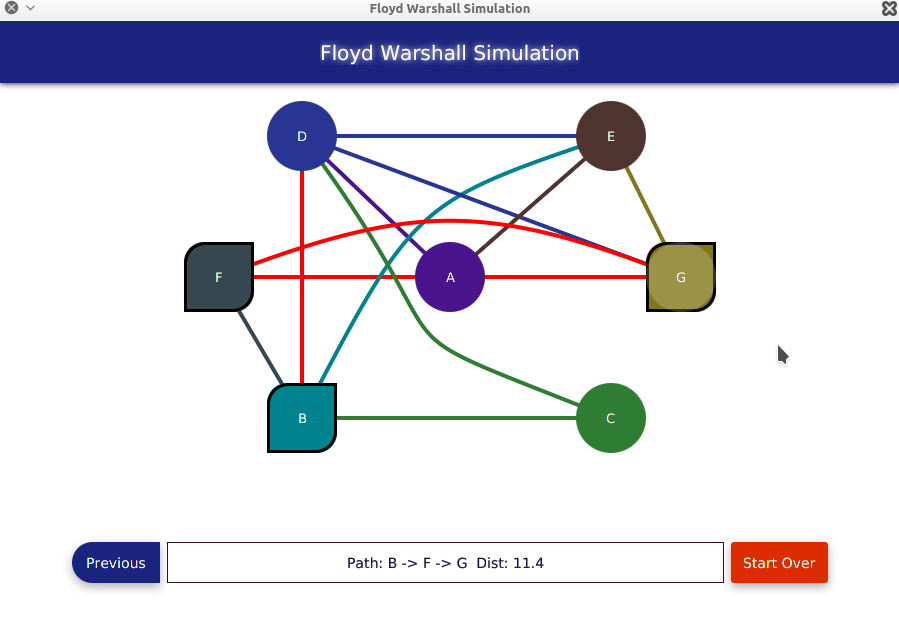 Floyd Warshall Simulation
Floyd Warshall Simulation
D
E
F
A
G
B
C
Previous
Path: B -> F -> G  Dist: 11.4
Start Over